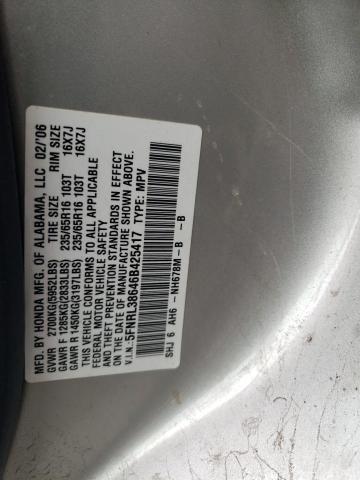 MFD. BY HONDA MFG. OF ALABAMA, LLC 02/'06
GVWR 2700KG(5952LBS) TIRE SIZE RIM SIZE
GAWR F 1285KG(2833LBS) 235/65R16 103T 16X7J
GAWR R 1450KG(3197LBS) 235/65R16 103T 16X7J
THIS VEHICLE CONFORMS TO ALL APPLICABLE
FEDERAL MOTOR VEHICLE SAFETY
AND THEFT PREVENTION STANDARDS IN EFFECT
ON THE DATE OF MANUFACTURE SHOWN ABOVE.
V.I.N.: 5FNRL38646B425417 TYPE: MPV
SHJ 6 AH6 - NH678M - B - B